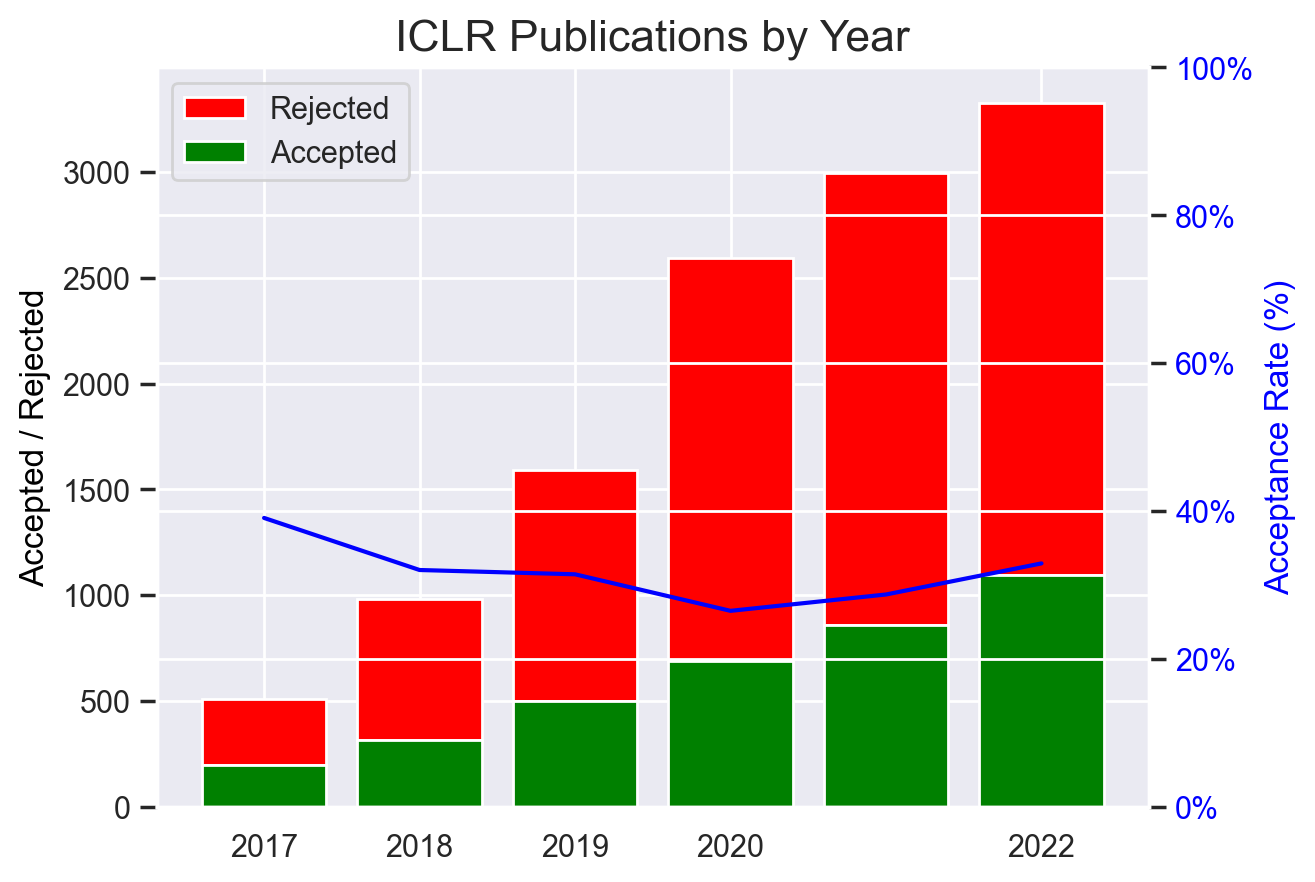 ICLR Publications by Year
Rejected
Accepted
Accepted / Rejected
3000
2500
2000
1500
1000
500
0
100%
80%
60%
40%
20%
0%
Acceptance Rate (%)
2017 2018 2019 2020 2022